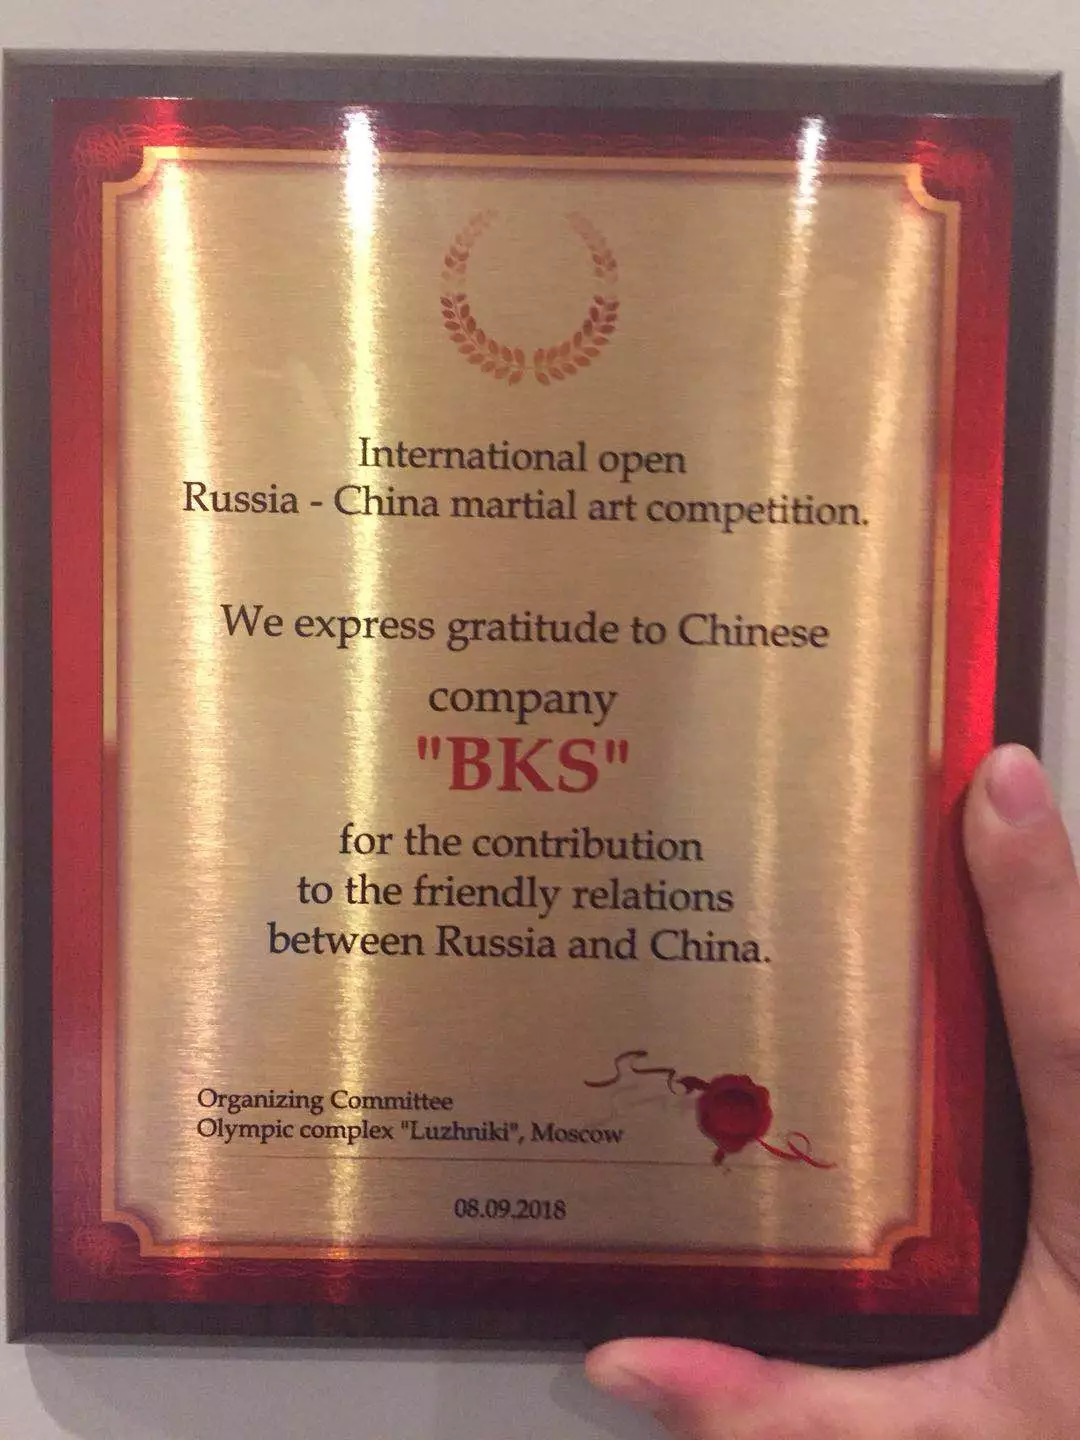 International open
Russia - China martial art competition.
We express gratitude to Chinese
company
"BKS"
for the contribution
to the friendly relations
between Russia and China.
Organizing Committee
Olympic complex "Luzhniki", Moscow
08.09.2018